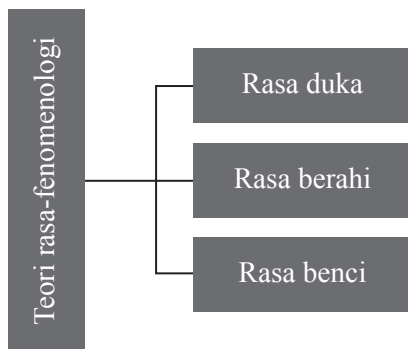 Teori rasa-fenomenologi
Rasa duka
Rasa berahi
Rasa benci